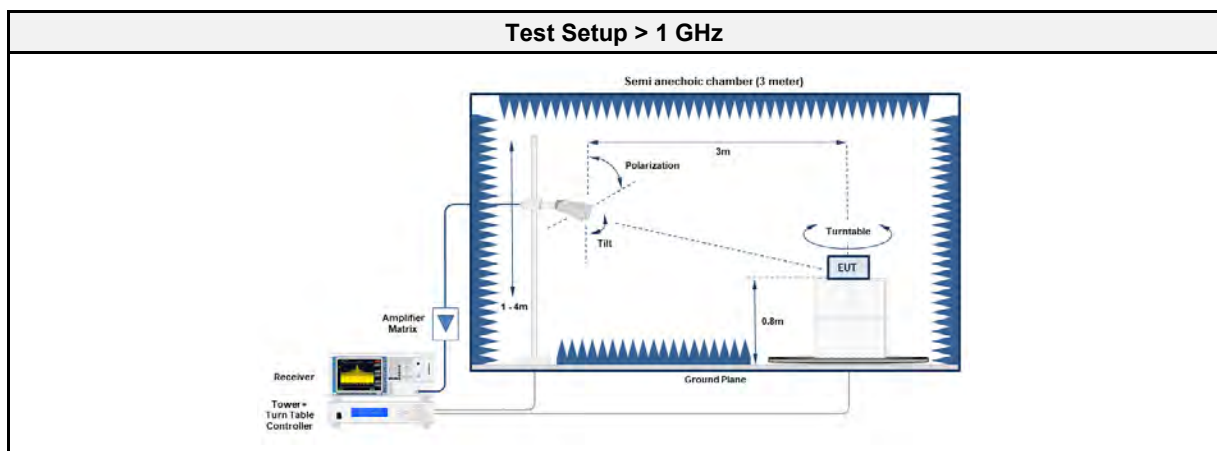 Test Setup > 1 GHz
Semi anechoic chamber (3 meter)
3m
Polarization
Tilt
Turntable
EUT
1 - 4m
0.8m
Amplifier
Matrix
Receiver
Ground Plane
Tower+
Turn Table
Controller